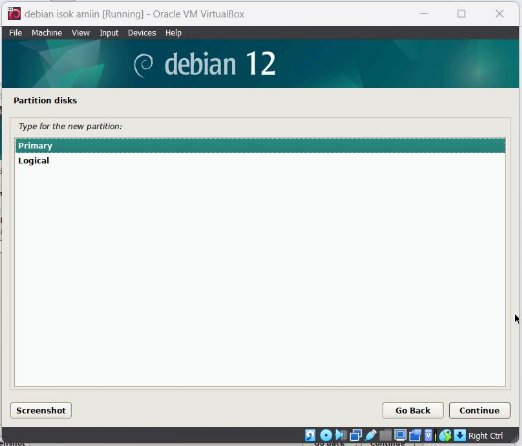 debian isok amiin [Running] - Oracle VM VirtualBox
File Machine View Input Devices Help
debian 12
Partition disks
Type for the new partition:
Primary
Logical
Screenshot
Go Back
Continue
Right Ctrl